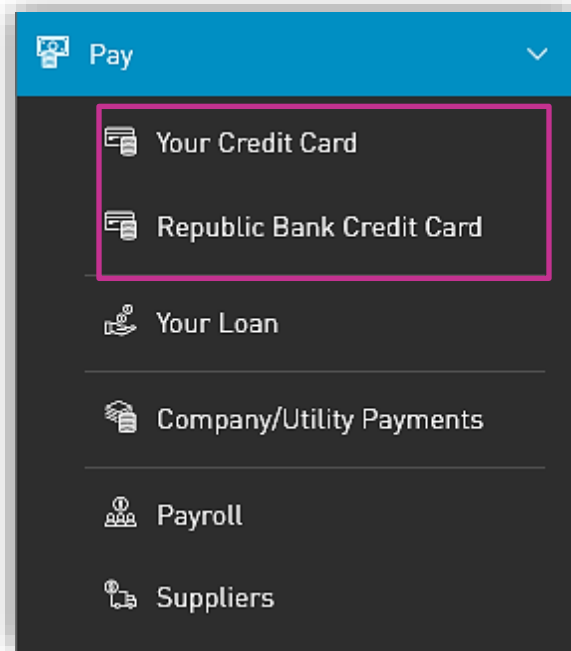 Pay
Your Credit Card
Republic Bank Credit Card
Your Loan
Company/Utility Payments
Payroll
Suppliers